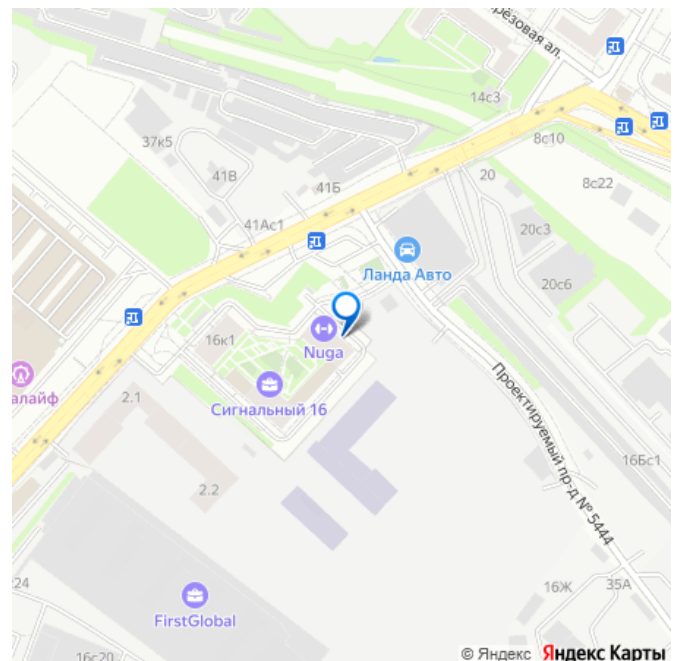 рёзовая ал.
14с3
8с10
37к5
41В
41Б
20
8с22
41Ас1
20с3
Ланда Авто
20с6
16к1
Nuga
алайф
2.1
Сигнальный 16
Проектируемый пр-д № 5444
16Бс1
2.2
24
16Ж
35А
FirstGlobal
16с20
© Яндекс Яндекс Карты